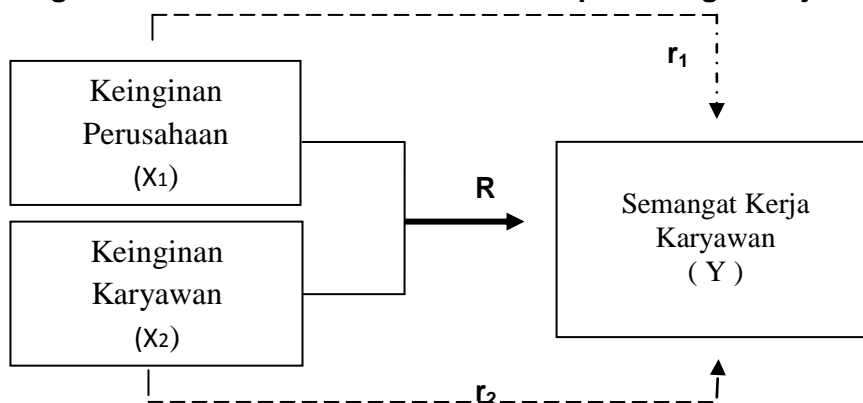 r₁
Keinginan
Perusahaan
(X₁)
R
Semangat Kerja
Karyawan
( Y )
Keinginan
Karyawan
(X₂)
r₂